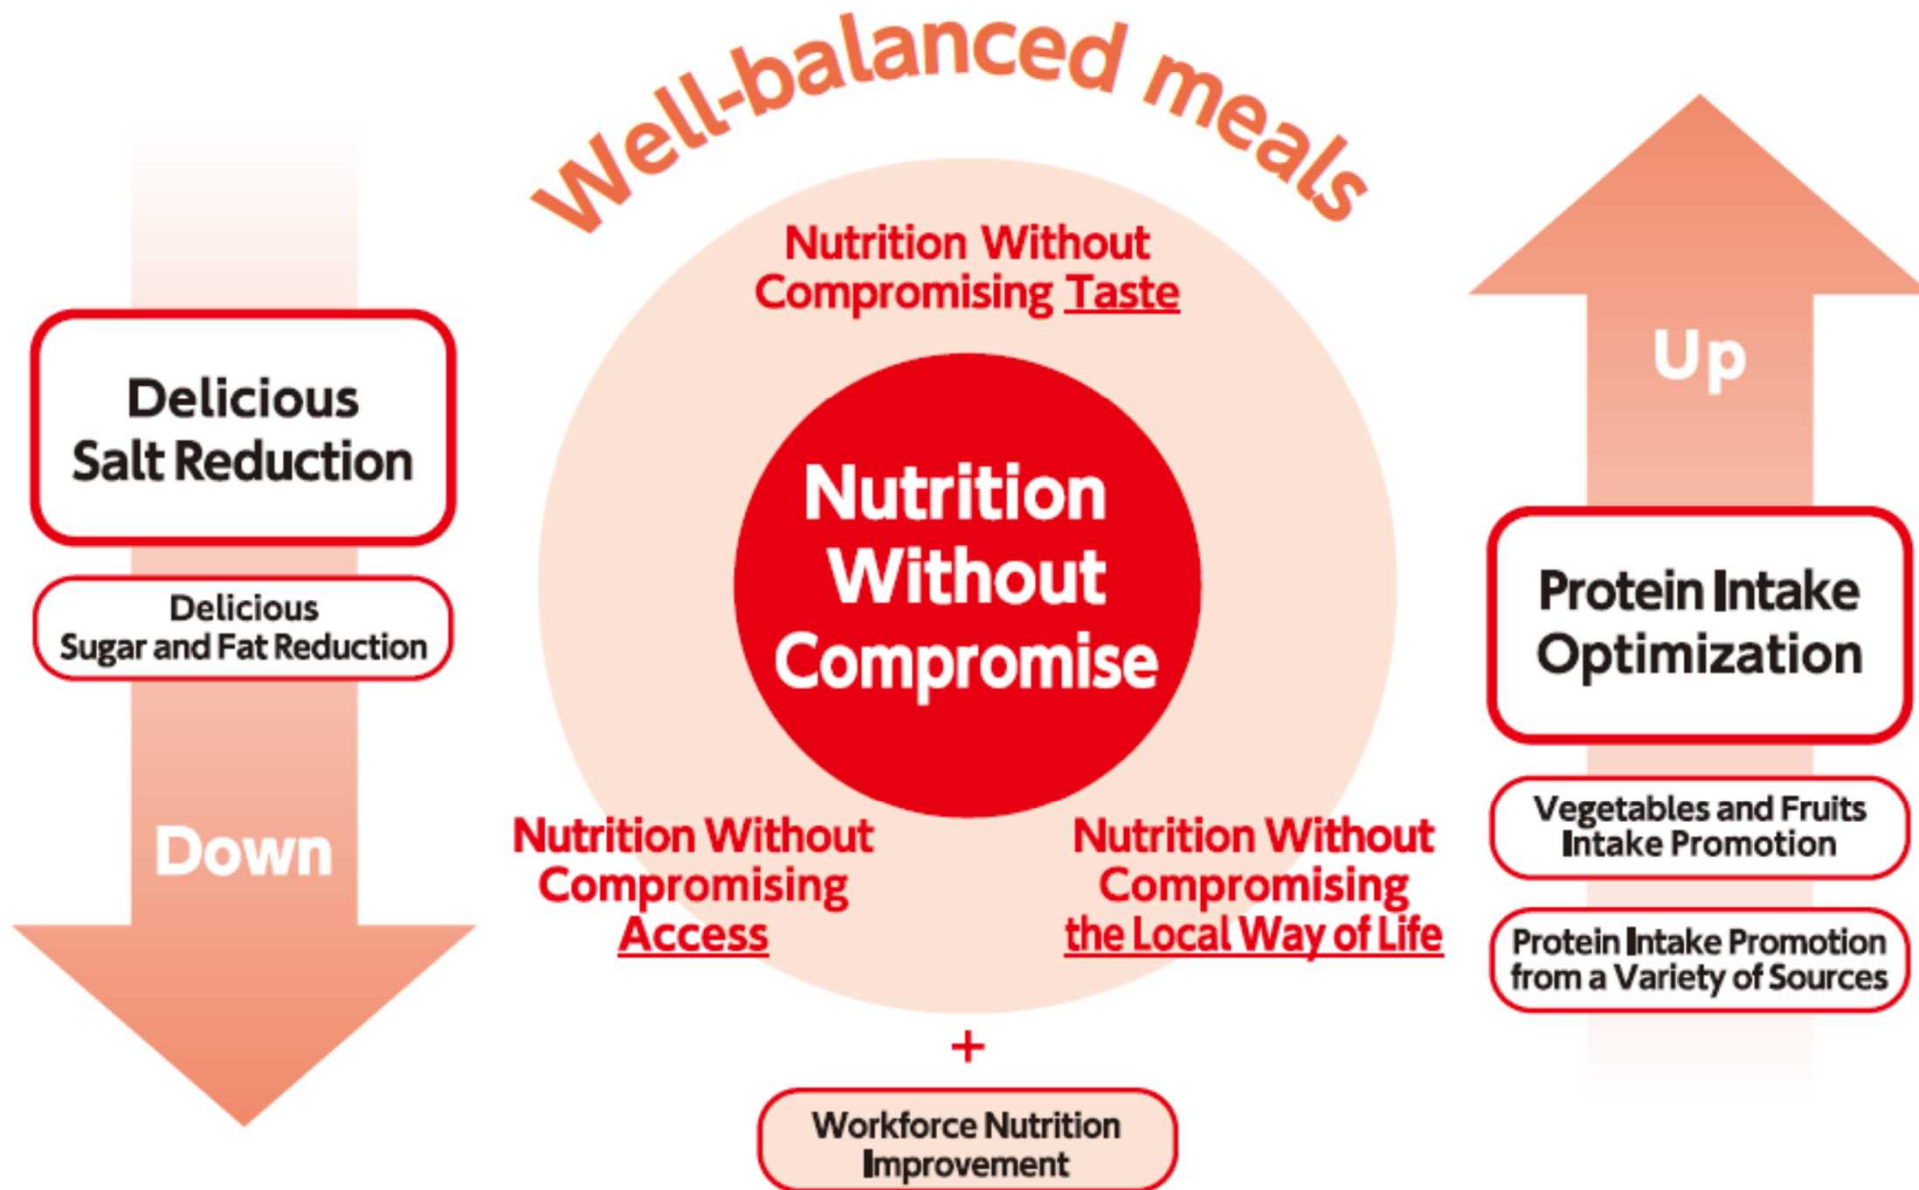 Well-balanced meals
Delicious
Salt Reduction
Delicious
Sugar and Fat Reduction
Down
Nutrition Without
Compromising Taste
Nutrition
Without
Compromise
Nutrition Without
Compromising
Access
Nutrition Without
Compromising
the Local Way of Life
+
Workforce Nutrition
Improvement
Up
Protein Intake
Optimization
Vegetables and Fruits
Intake Promotion
Protein Intake Promotion
from a Variety of Sources